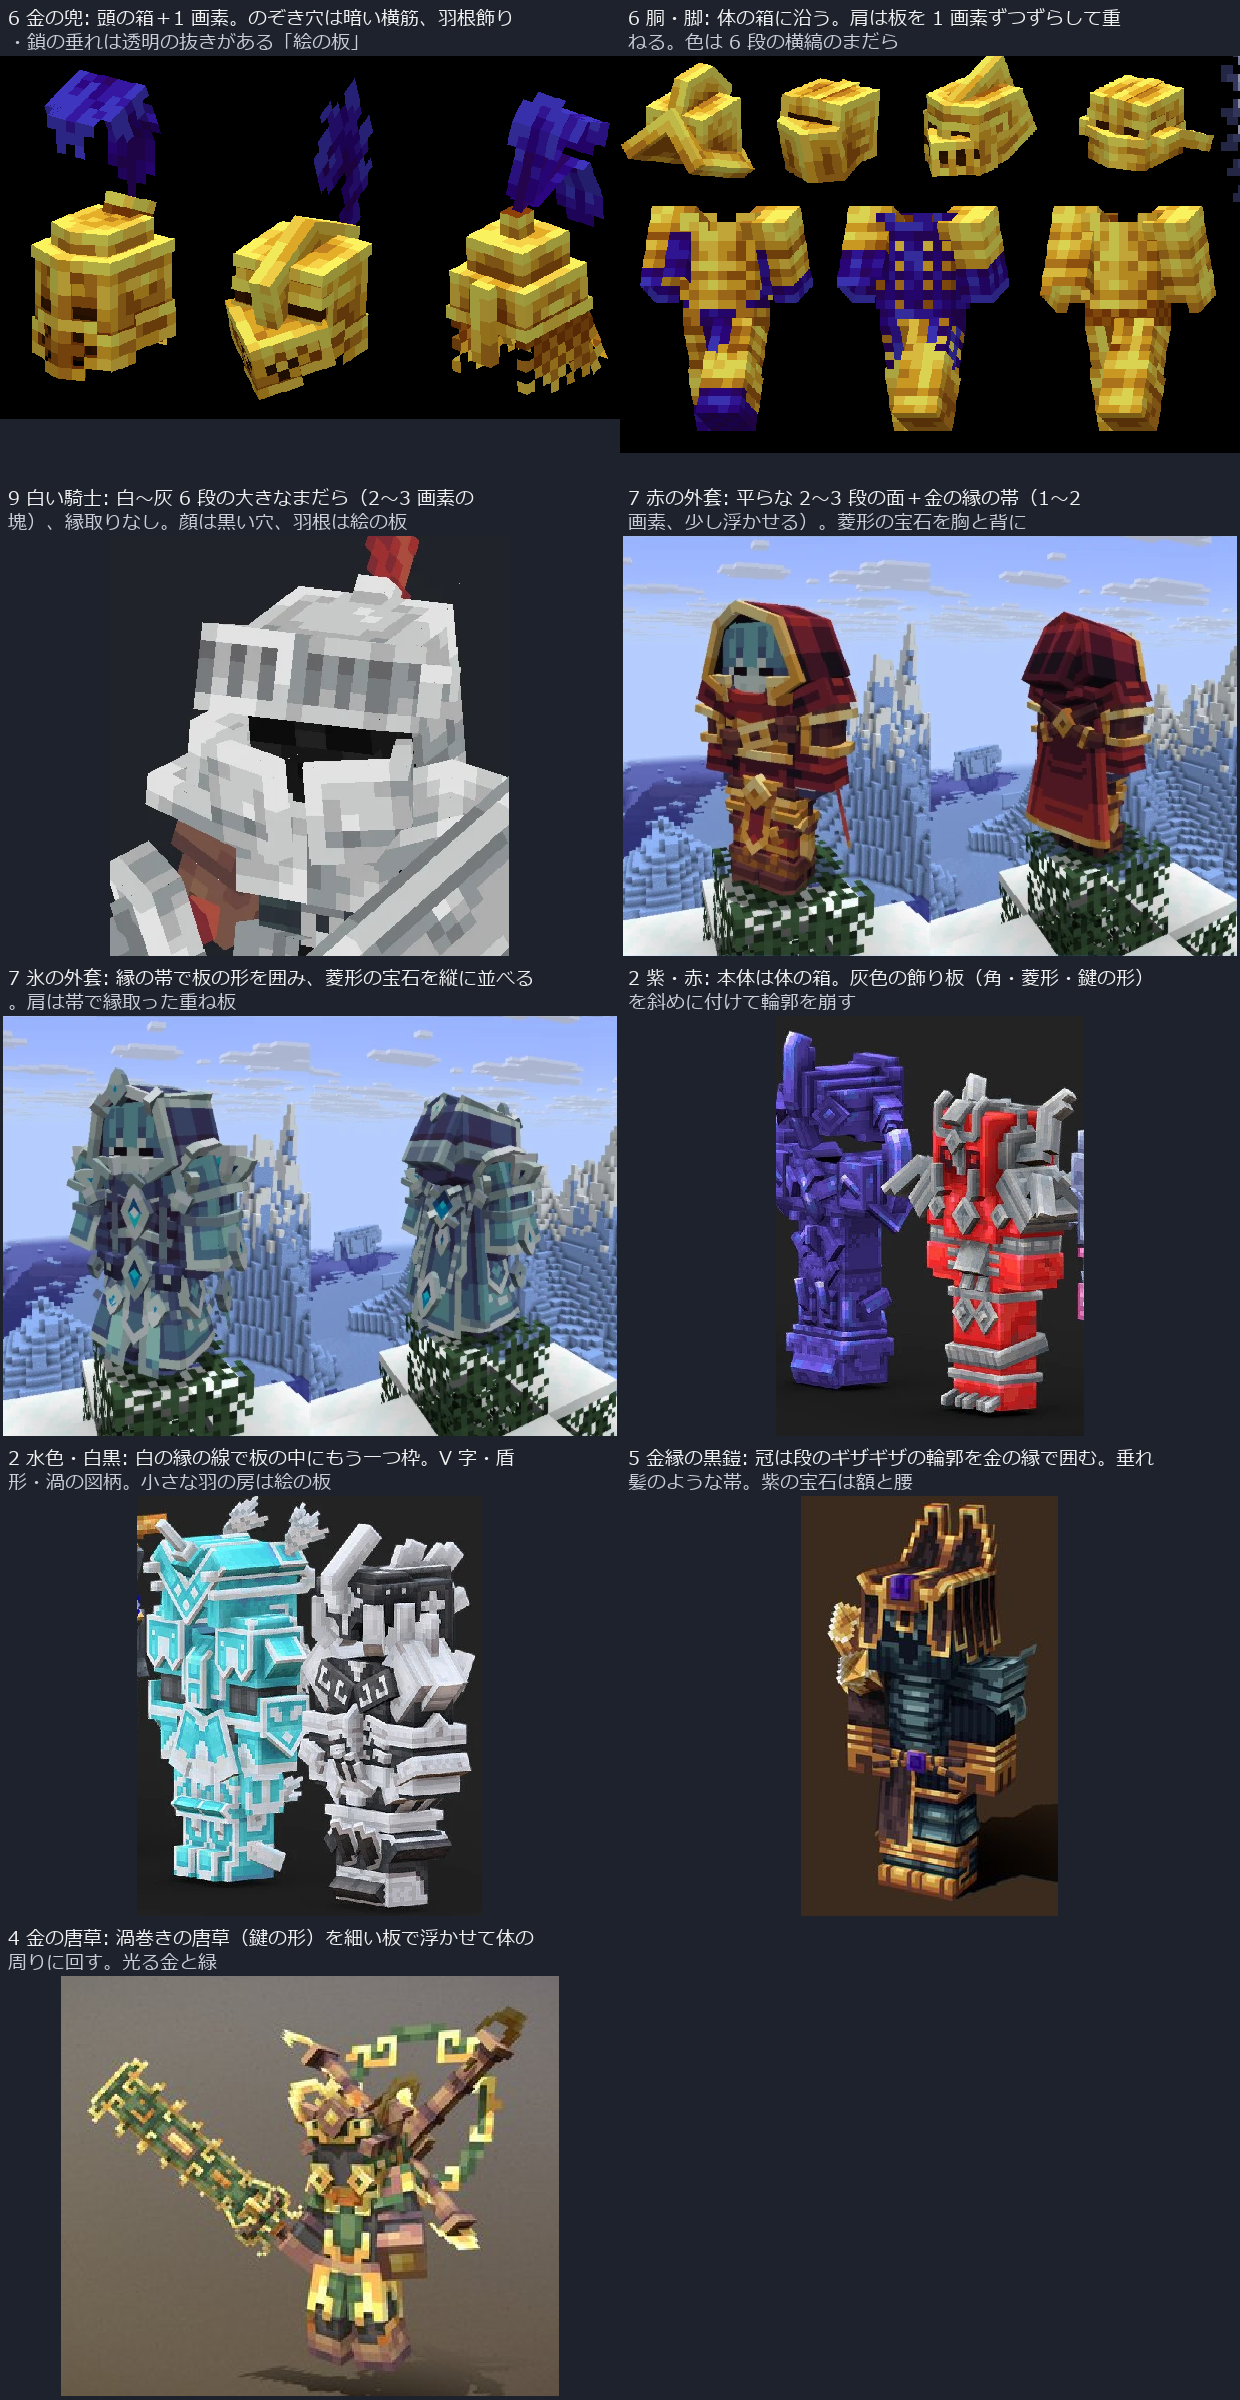 6 金の兜: 頭の箱＋1 画素。のぞき穴は暗い横筋、羽根飾り
・鎖の垂れは透明の抜きがある「絵の板」
6 胴・脚: 体の箱に沿う。肩は板を 1 画素ずつずらして重
ねる。色は 6 段の横縞のまだら
9 白い騎士: 白～灰 6 段の大きなまだら（2～3 画素の
塊）、縁取りなし。顔は黒い穴、羽根は絵の板
7 赤の外套: 平らな 2～3 段の面＋金の縁の帯（1～2
画素、少し浮かせる）。菱形の宝石を胸と背に
7 氷の外套: 縁の帯で板の形を囲み、菱形の宝石を縦に並べる
。肩は帯で縁取った重ね板
2 紫・赤: 本体は体の箱。灰色の飾り板（角・菱形・鍵の形）
を斜めに付けて輪郭を崩す
2 水色・白黒: 白の縁の線で板の中にもう一つ枠。V 字・盾
形・渦の図柄。小さな羽の房は絵の板
5 金縁の黒鎧: 冠は段のギザギザの輪郭を金の縁で囲む。垂れ
髪のような帯。紫の宝石は額と腰
4 金の唐草: 渦巻きの唐草（鍵の形）を細い板で浮かせて体の
周りに回す。光る金と緑